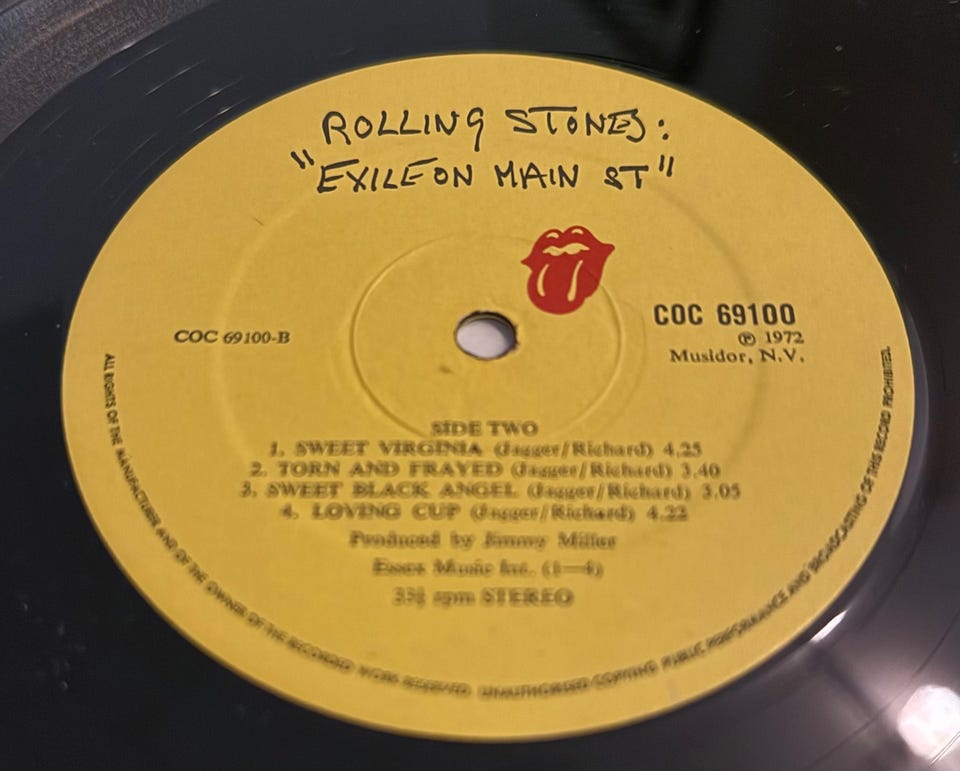 ROLLING STONES:
"EXILE ON MAIN ST"
COC 69100
℗ 1972
Musidor, N.V.
COC 69100-B
SIDE TWO
1. SWEET VIRGINIA (Jagger/Richard) 4.25
2. TORN AND FRAYED (Jagger/Richard) 3.40
3. SWEET BLACK ANGEL (Jagger/Richard) 3.05
4. LOVING CUP (Jagger/Richard) 4.22
Produced by Jimmy Miller
Essex Music Inc. (1—4)
33⅓ rpm STEREO
ALL RIGHTS OF THE MANUFACTURER AND OF THE OWNER OF THE RECORDED WORK RESERVED. UNAUTHORISED COPYING PUBLIC PERFORMANCE AND BROADCASTING OF THIS RECORD PROHIBITED.